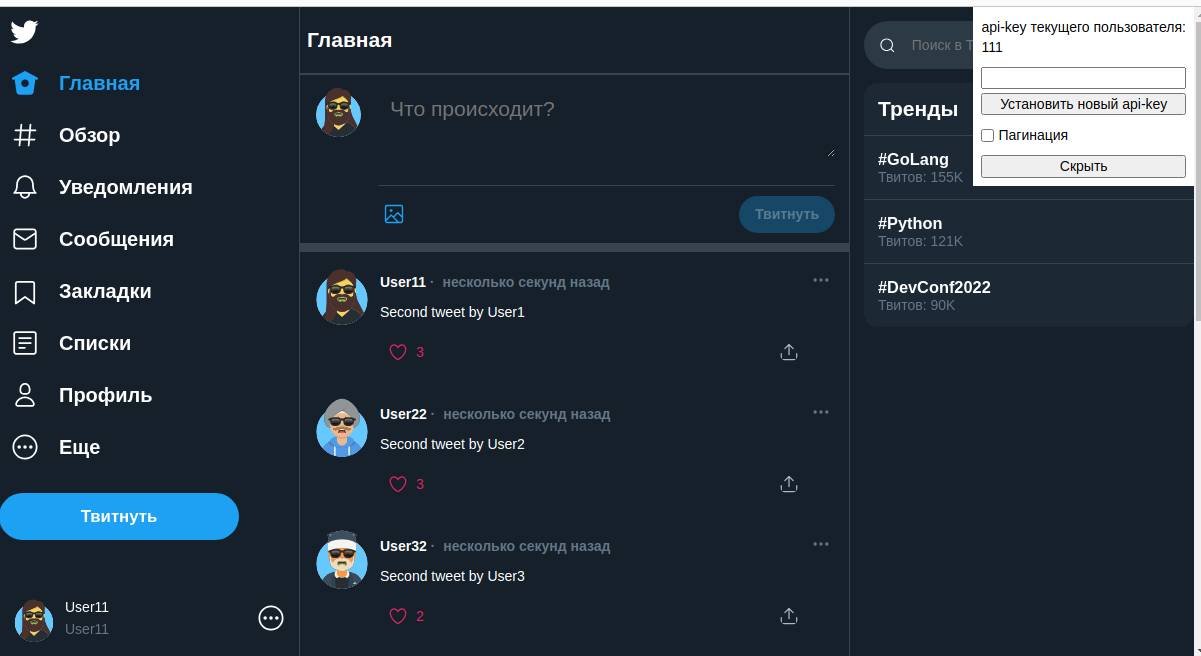 Главная
Обзор
Уведомления
Сообщения
Закладки
Списки
Профиль
Еще
Твитнуть
User11
User11
Главная
Что происходит?
Твитнуть
User11 · несколько секунд назад
Second tweet by User1
3
User22 · несколько секунд назад
Second tweet by User2
3
User32 · несколько секунд назад
Second tweet by User3
2
Поиск в Т
Тренды
#GoLang
Твитов: 155K
#Python
Твитов: 121K
#DevConf2022
Твитов: 90K
api-key текущего пользователя:
111
Установить новый api-key
Пагинация
Скрыть